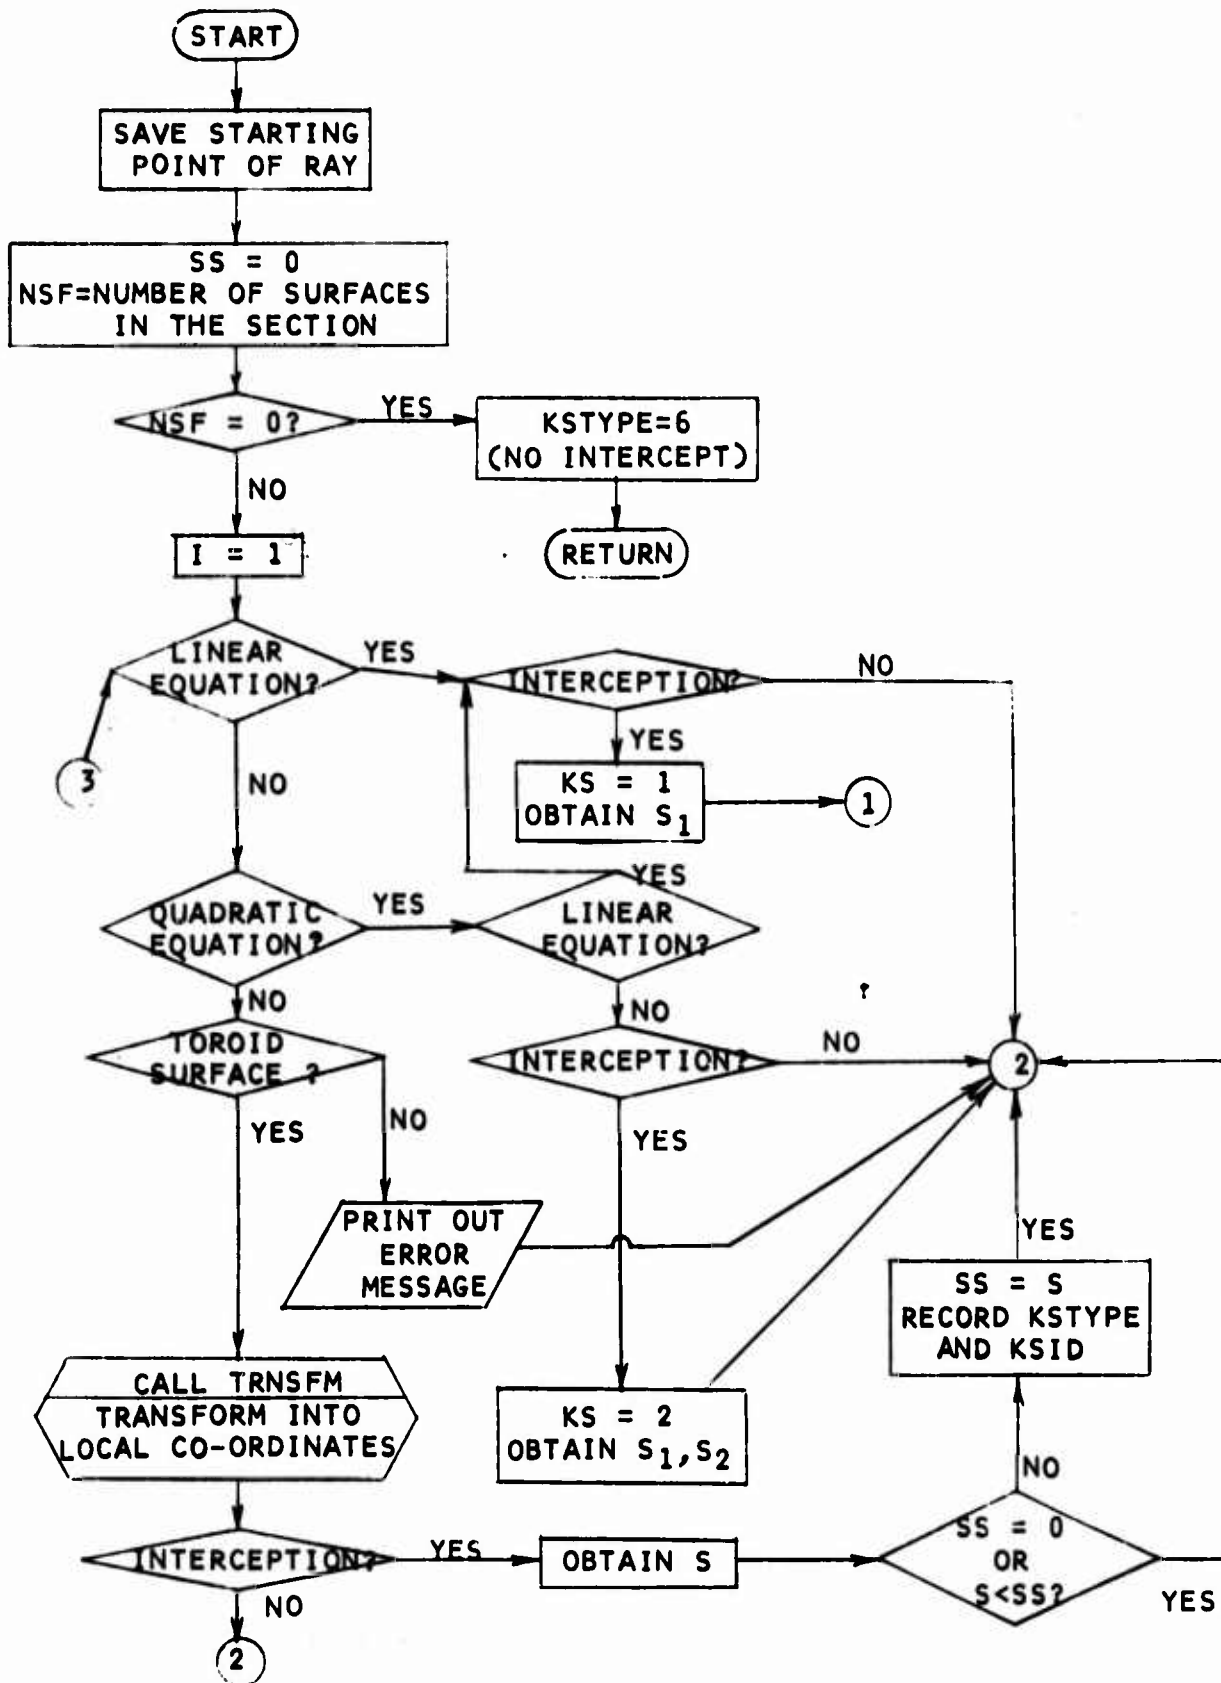 START
SAVE STARTING
POINT OF RAY
SS = 0
NSF=NUMBER OF SURFACES
IN THE SECTION
NSF = 0?
YES
KSTYPE=6
(NO INTERCEPT)
NO
RETURN
I = 1
LINEAR
EQUATION?
YES
INTERCEPTION?
NO
YES
3
NO
KS = 1
OBTAIN S1
1
YES
QUADRATIC
EQUATION?
YES
LINEAR
EQUATION?
NO
NO
TOROID
SURFACE ?
INTERCEPTION?
NO
2
YES
NO
YES
PRINT OUT
ERROR
MESSAGE
YES
SS = S
RECORD KSTYPE
AND KSID
CALL TRNSFM
TRANSFORM INTO
LOCAL CO-ORDINATES
KS = 2
OBTAIN S1,S2
NO
INTERCEPTION?
YES
OBTAIN S
SS = 0
OR
S<SS?
YES
NO
2